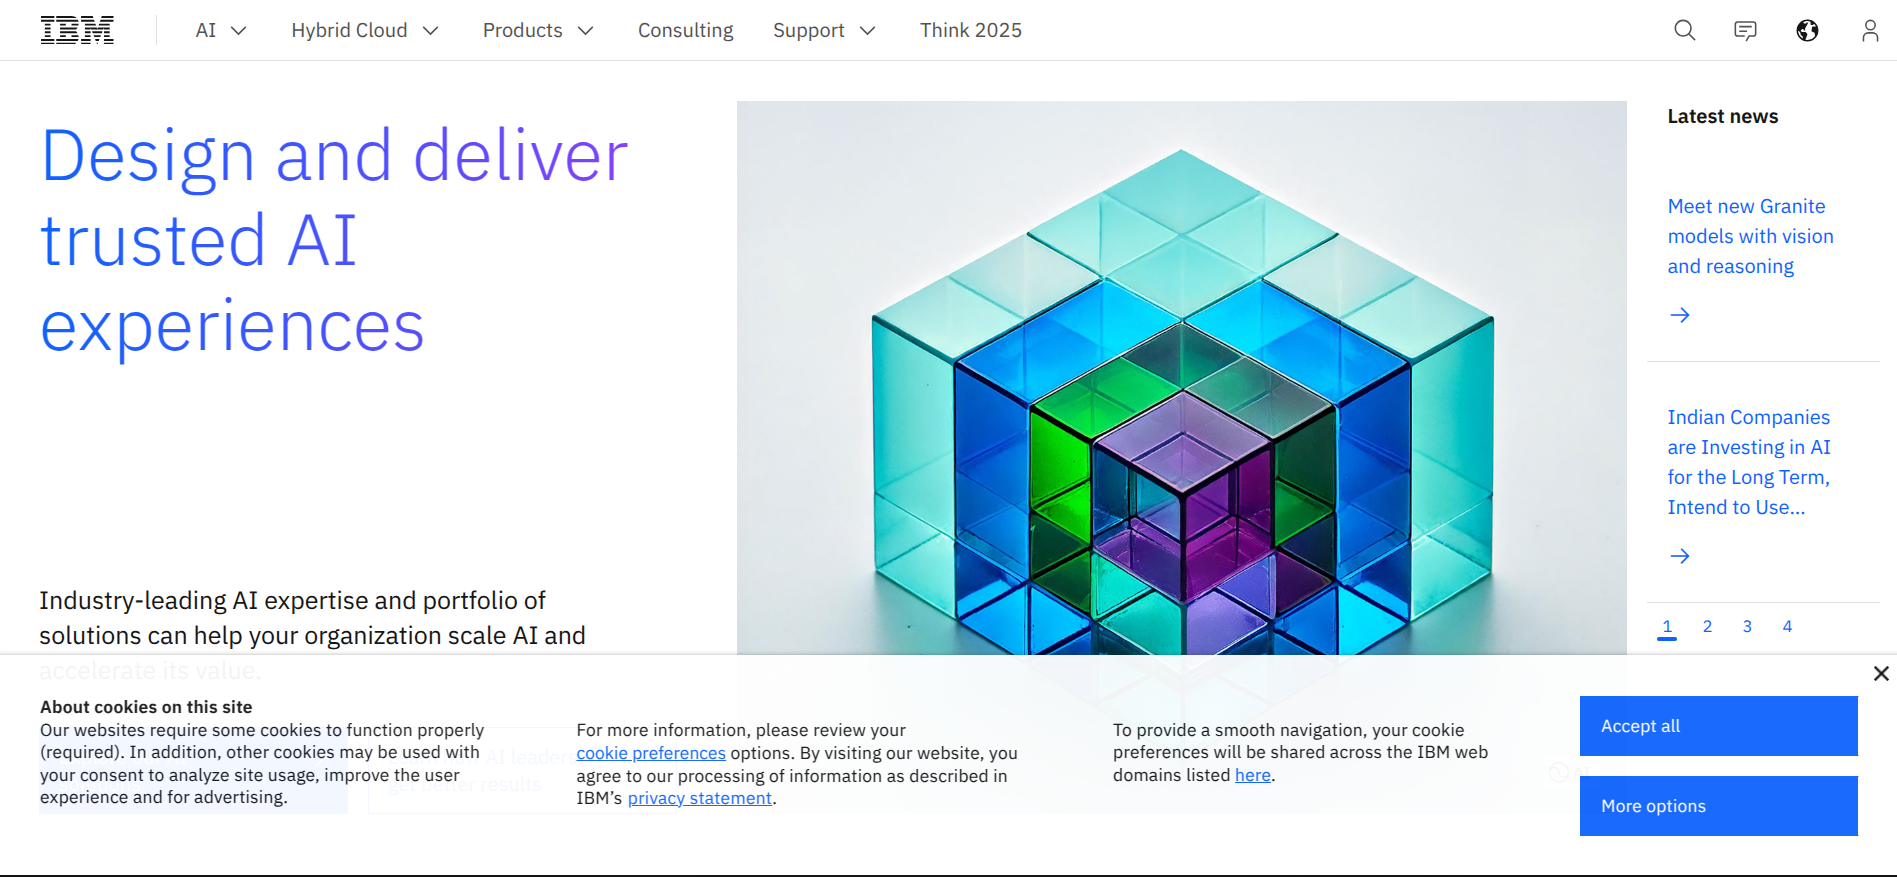 IBM
AI
Hybrid Cloud
Products
Consulting
Support
Think 2025
Design and deliver
trusted AI
experiences
Industry-leading AI expertise and portfolio of
solutions can help your organization scale AI and
accelerate its value.
Latest news
Meet new Granite
models with vision
and reasoning
Indian Companies
are Investing in AI
for the Long Term,
Intend to Use...
1 2 3 4
About cookies on this site
Our websites require some cookies to function properly
(required). In addition, other cookies may be used with
your consent to analyze site usage, improve the user
experience and for advertising.
For more information, please review your
cookie preferences options. By visiting our website, you
agree to our processing of information as described in
IBM’s privacy statement.
To provide a smooth navigation, your cookie
preferences will be shared across the IBM web
domains listed here.
AI leaders
get better results
Accept all
More options